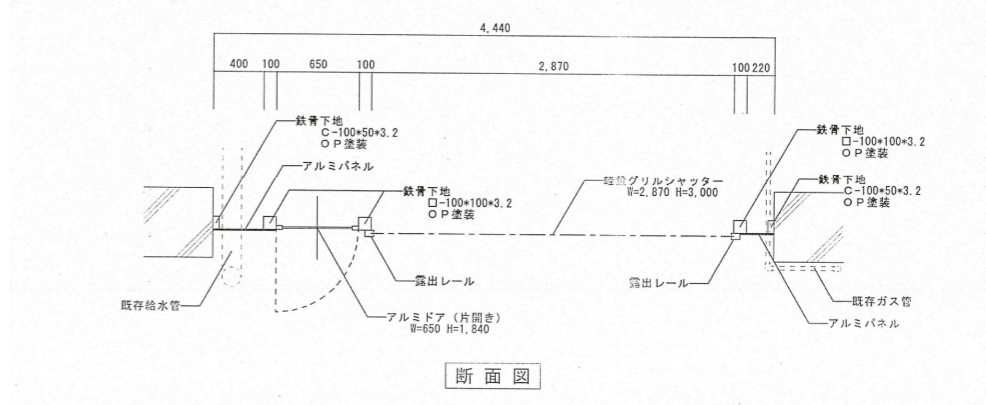 4,440
400 100 650 100 2,870 100 220
鉄骨下地
C-100*50*3.2
OP塗装
アルミパネル
鉄骨下地
□-100*100*3.2
OP塗装
軽量グリルシャッター
W=2,870 H=3,000
鉄骨下地
□-100*100*3.2
OP塗装
鉄骨下地
C-100*50*3.2
OP塗装
既存給水管
露出レール
アルミドア(片開き)
W=650 H=1,840
露出レール
既存ガス管
アルミパネル
断面図